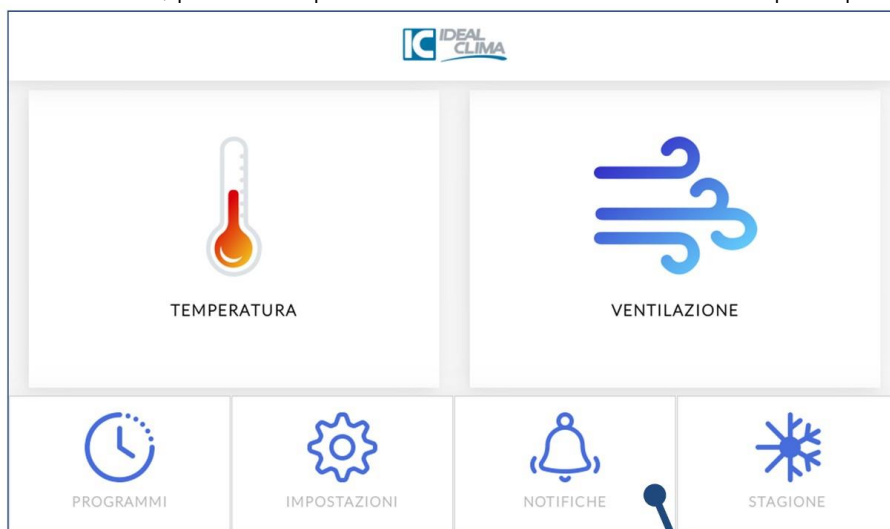 IC IDEAL
CLIMA
TEMPERATURA
VENTILAZIONE
PROGRAMMI
IMPOSTAZIONI
NOTIFICHE
STAGIONE